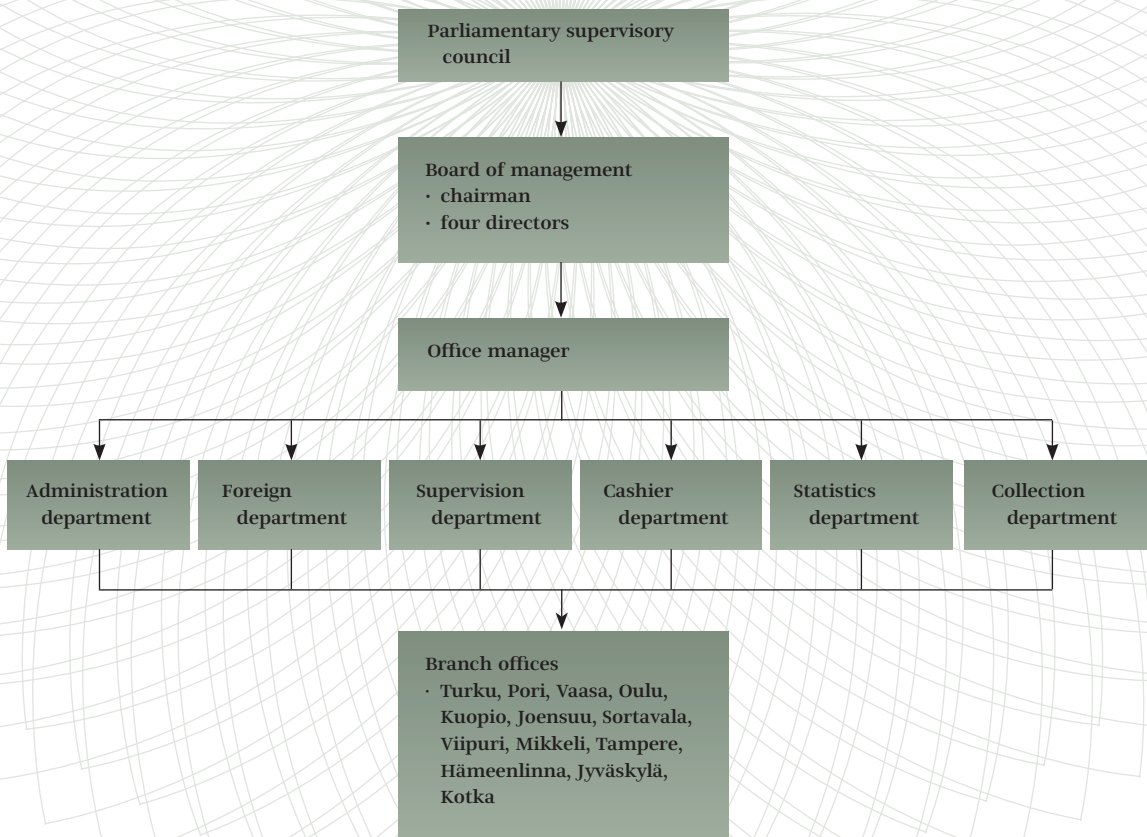 Parliamentary supervisory
council
Board of management
· chairman
· four directors
Office manager
Administration
department
Foreign
department
Supervision
department
Cashier
department
Statistics
department
Collection
department
Branch offices
· Turku, Pori, Vaasa, Oulu,
Kuopio, Joensuu, Sortavala,
Viipuri, Mikkeli, Tampere,
Hämeenlinna, Jyväskylä,
Kotka